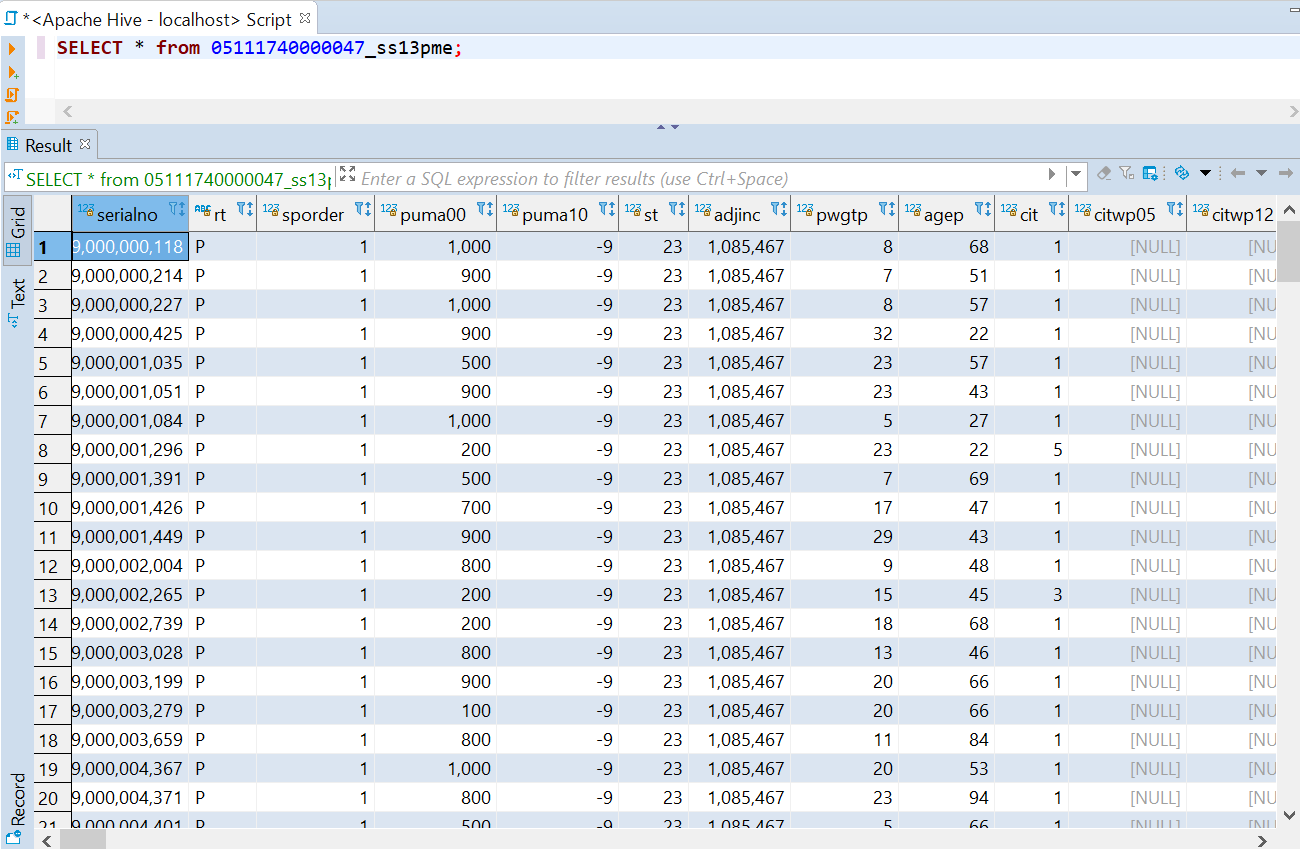 *<Apache Hive - localhost> Script
SELECT * from 05111740000047_ss13pme;
Result
SELECT * from 05111740000047_ss13p Enter a SQL expression to filter results (use Ctrl+Space)
Grid
Text
Record
123 serialno ABC rt 123 sporder 123 puma00 123 puma10 123 st 123 adjinc 123 pwgtp 123 agep 123 cit 123 citwp05 123 citwp12
1 9,000,000,118 P 1 1,000 -9 23 1,085,467 8 68 1 [NULL] [NU
2 9,000,000,214 P 1 900 -9 23 1,085,467 7 51 1 [NULL] [NU
3 9,000,000,227 P 1 1,000 -9 23 1,085,467 8 57 1 [NULL] [NU
4 9,000,000,425 P 1 900 -9 23 1,085,467 32 22 1 [NULL] [NU
5 9,000,001,035 P 1 500 -9 23 1,085,467 23 57 1 [NULL] [NU
6 9,000,001,051 P 1 900 -9 23 1,085,467 23 43 1 [NULL] [NU
7 9,000,001,084 P 1 1,000 -9 23 1,085,467 5 27 1 [NULL] [NU
8 9,000,001,296 P 1 200 -9 23 1,085,467 23 22 5 [NULL] [NU
9 9,000,001,391 P 1 500 -9 23 1,085,467 7 69 1 [NULL] [NU
10 9,000,001,426 P 1 700 -9 23 1,085,467 17 47 1 [NULL] [NU
11 9,000,001,449 P 1 900 -9 23 1,085,467 29 43 1 [NULL] [NU
12 9,000,002,004 P 1 800 -9 23 1,085,467 9 48 1 [NULL] [NU
13 9,000,002,265 P 1 200 -9 23 1,085,467 15 45 3 [NULL] [NU
14 9,000,002,739 P 1 200 -9 23 1,085,467 18 68 1 [NULL] [NU
15 9,000,003,028 P 1 800 -9 23 1,085,467 13 46 1 [NULL] [NU
16 9,000,003,199 P 1 900 -9 23 1,085,467 20 66 1 [NULL] [NU
17 9,000,003,279 P 1 100 -9 23 1,085,467 20 66 1 [NULL] [NU
18 9,000,003,659 P 1 800 -9 23 1,085,467 11 84 1 [NULL] [NU
19 9,000,004,367 P 1 1,000 -9 23 1,085,467 20 53 1 [NULL] [NU
20 9,000,004,371 P 1 800 -9 23 1,085,467 23 94 1 [NULL] [NU
21 9,000,004,401 P 1 500 -9 23 1,085,467 5 66 1 [NULL] [NU